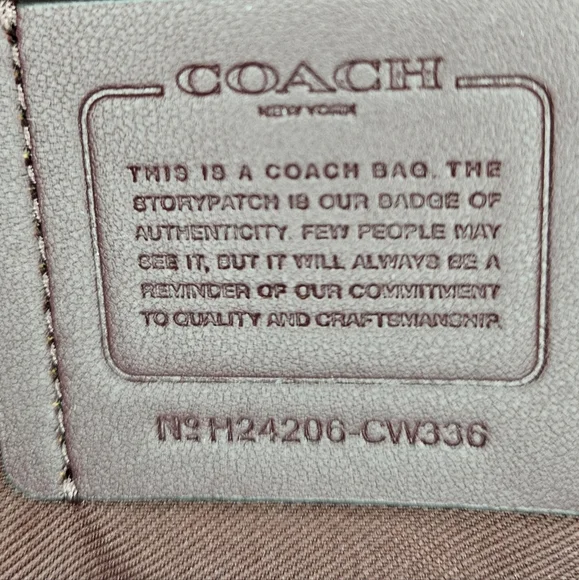 COACH
NEW YORK
THIS IS A COACH BAG. THE
STORYPATCH IS OUR BADGE OF
AUTHENTICITY. FEW PEOPLE MAY
SEE IT, BUT IT WILL ALWAYS BE A
REMINDER OF OUR COMMITMENT
TO QUALITY AND CRAFTSMANSHIP.
Nº H24206-CW336